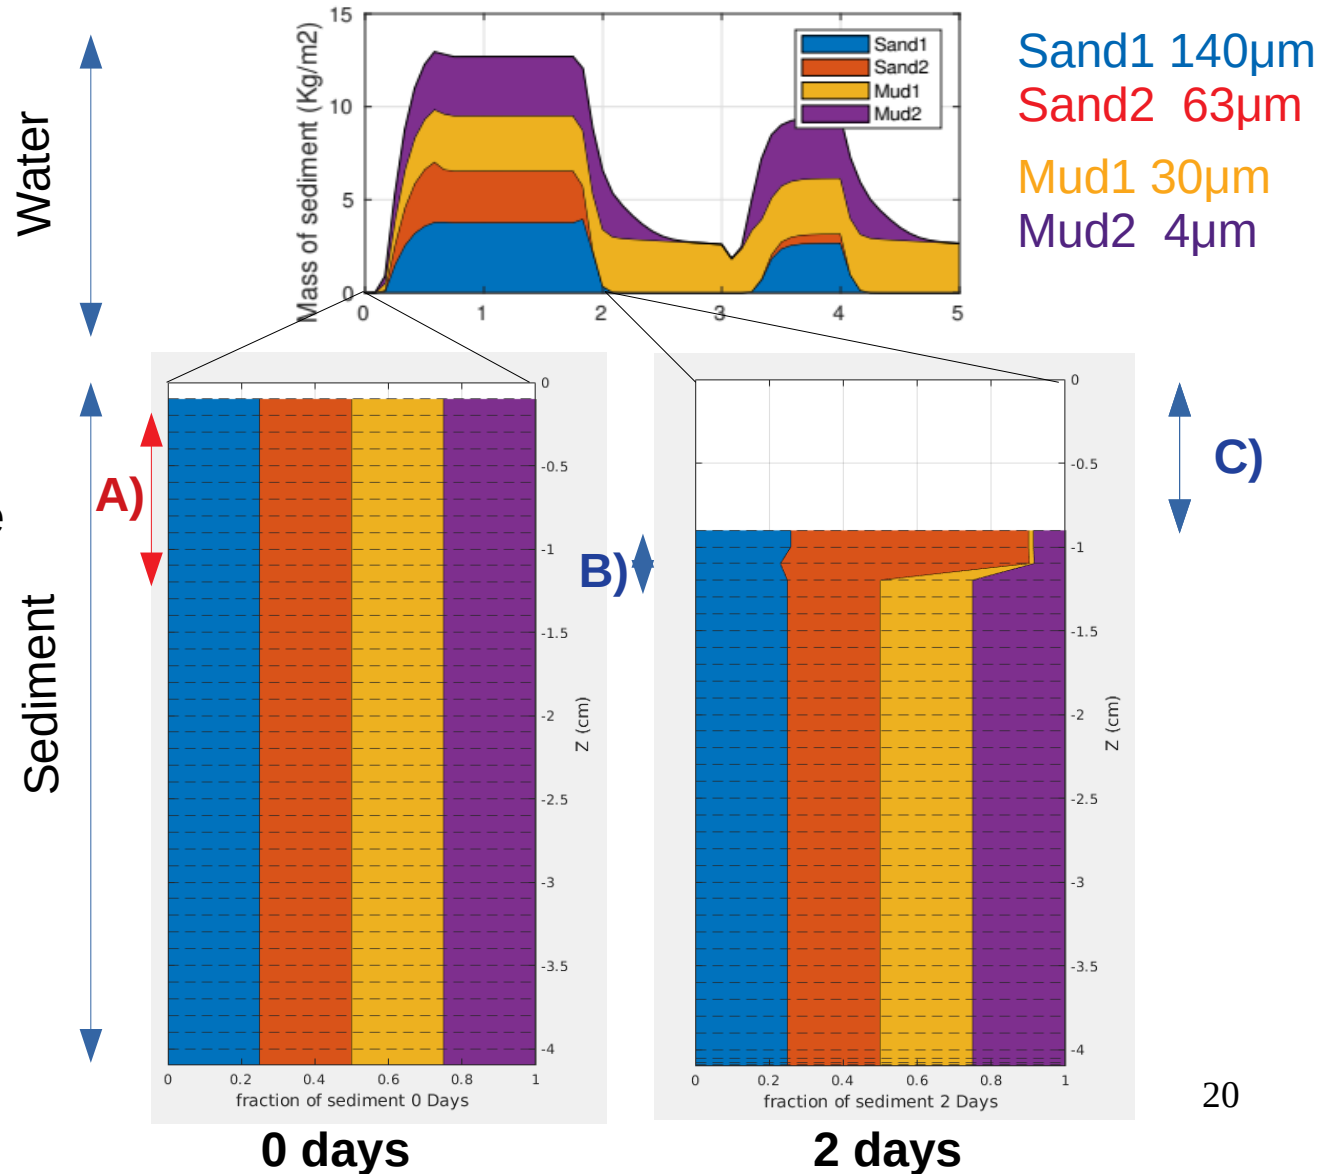 Water
Mass of sediment (Kg/m2)
15
10
5
0
0 1 2 3 4 5
Sand1
Sand2
Mud1
Mud2
Sand1 140µm
Sand2 63µm
Mud1 30µm
Mud2 4µm
Sediment
A)
0
-0.5
-1
-1.5
-2
-2.5
-3
-3.5
-4
Z (cm)
0 0.2 0.4 0.6 0.8 1
fraction of sediment 0 Days
0 days
B)
0
-0.5
-1
-1.5
-2
-2.5
-3
-3.5
-4
Z (cm)
0 0.2 0.4 0.6 0.8 1
fraction of sediment 2 Days
2 days
C)
20